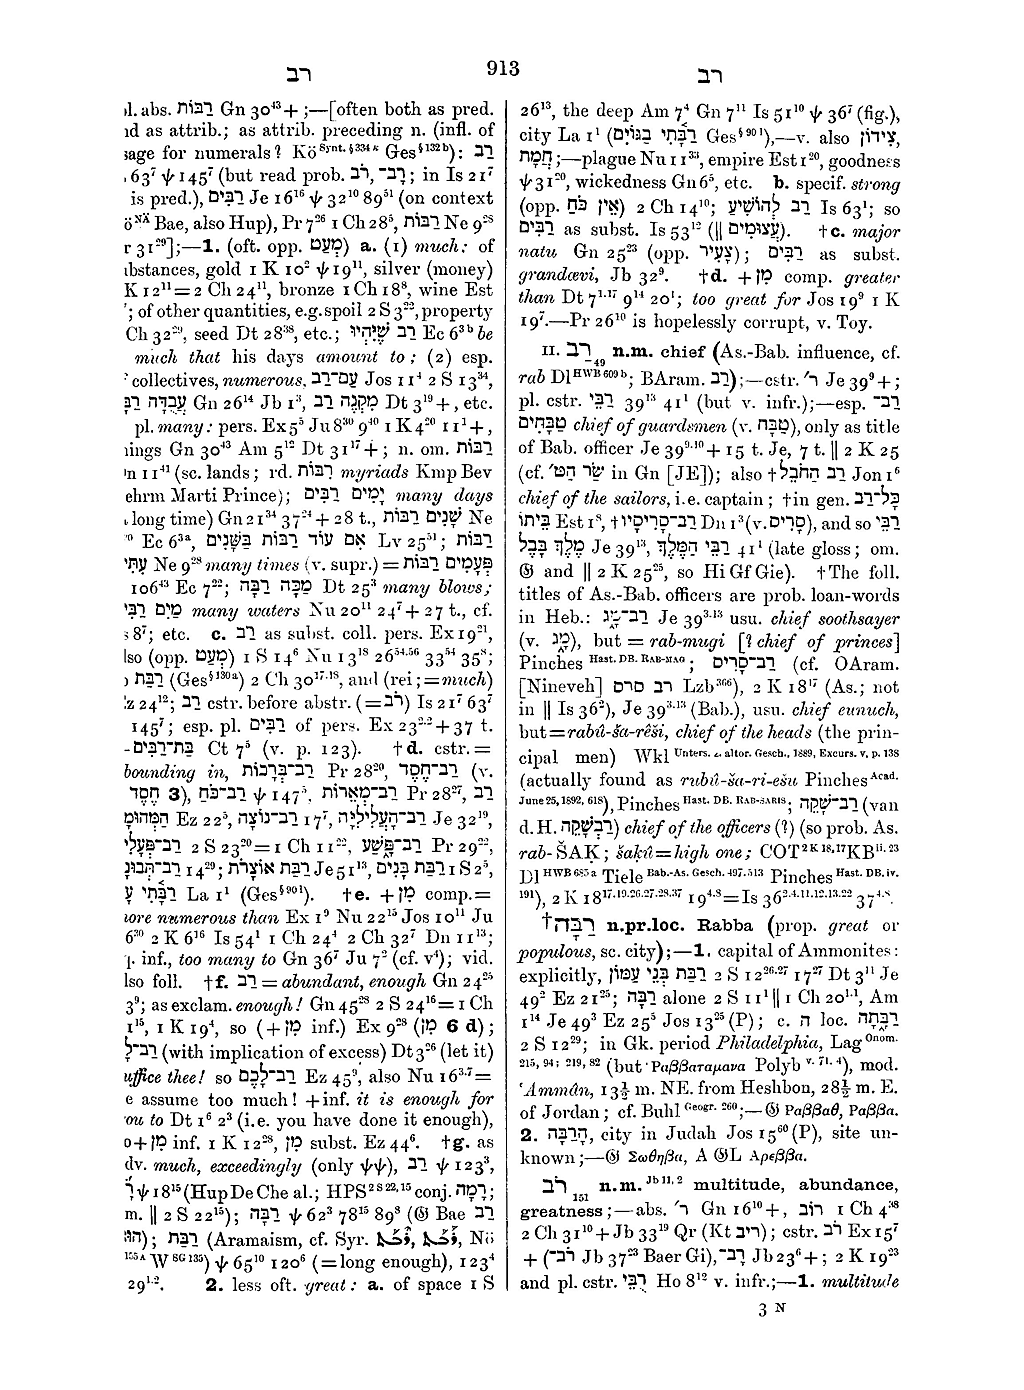 רב
913
רב
l. abs. רַבּוֹת Gn 30⁴³ + ;—[often both as pred.
d as attrib.; as attrib. preceding n. (infl. of
sage for numerals? Kö Synt. § 334 κ Ges § 132 b): רַב
, 63⁷ ψ 145⁷ (but read prob. רֹב, רָב־; in Is 21⁷
is pred.), רַבִּים Je 16¹⁶ ψ 32¹⁰ 89⁵¹ (on context
ö NÄ Bae, also Hup), Pr 7²⁶ 1 Ch 28⁵, רַבּוֹת Ne 9²⁸
r 31²⁹];—1. (oft. opp. מְעַט) a. (1) much: of
bstances, gold 1 K 10² ψ 19¹¹, silver (money)
K 12¹¹ = 2 Ch 24¹¹, bronze 1 Ch 18⁸, wine Est
; of other quantities, e.g. spoil 2 S 3²², property
Ch 32²⁹, seed Dt 28³⁸, etc.; רַב שֶׁיִּהְיוּ Ec 6³ᵇ be
much that his days amount to; (2) esp.
collectives, numerous, עַם־רָב Jos 11⁴ 2 S 13³⁴,
עֲבֻדָּה רַבָּה Gn 26¹⁴ Jb 1³, מִקְנֶה רַב Dt 3¹⁹ +, etc.
pl. many: pers. Ex 5⁵ Ju 8³⁰ 9⁴⁰ 1 K 4²⁰ 11¹ +,
ings Gn 30⁴³ Am 5¹² Dt 31¹⁷ +; n. om. רַבּוֹת
n 11⁴¹ (sc. lands; rd. רִבּוֹת myriads Kmp Bev
ehrm Marti Prince); יָמִים רַבִּים many days
long time) Gn 21³⁴ 37³⁴ + 28 t., שָׁנִים רַבּוֹת Ne
Ec 6³ᵃ, אִם עוֹד רַבּוֹת בַּשָּׁנִים Lv 25⁵¹; רַבּוֹת
עִתִּי Ne 9²⁸ many times (v. supr.) = פְּעָמִים רַבּוֹת
106⁴³ Ec 7²²; מַכָּה רַבָּה Dt 25³ many blows;
מַיִם רַבִּי׳ many waters Nu 20¹¹ 24⁷ + 27 t., cf.
s 8⁷; etc. c. רַב as subst. coll. pers. Ex 19²¹,
lso (opp. מְעַט) 1 S 14⁶ Nu 13¹⁸ 26⁵⁴·⁵⁶ 33⁵⁴ 35⁸;
) רַבַּת (Ges § 130 a) 2 Ch 30¹⁷·¹⁸, and (rei; = much)
z 24¹²; רַב cstr. before abstr. (= רֹב) Is 21⁷ 63⁷
145⁷; esp. pl. רַבִּים of pers. Ex 23²·² + 37 t.
בַּת־רַבִּים Ct 7⁵ (v. p. 123). †d. cstr. =
bounding in, רַב־בְּרָכוֹת Pr 28²⁰, רַב־חֶסֶד (v.
חֶסֶד 3), רַב־כֹּחַ ψ 147⁵, רַב־מְאֵרוֹת Pr 28²⁷, רַב
הַמְּהוּמָ׳ Ez 22⁵, רַב־נוֹצָה 17⁷, רַב־הָעֲלִילִיָּה Je 32¹⁹,
רַב־פְּעָלִי׳ 2 S 23²⁰ = 1 Ch 11²², רַב־פֶּשַׁע Pr 29²²,
רַב־תְּבוּנָ׳ 14²⁹; רַבַּת אוֹצָרֹת Je 51¹³, רַבַּת בָּנִים 1 S 2⁵,
רַבָּתִי עָ׳ La 1¹ (Ges § 90 l). †e. + מִן comp. =
more numerous than Ex 1⁹ Nu 22¹⁵ Jos 10¹¹ Ju
6³⁰ 2 K 6¹⁶ Is 54¹ 1 Ch 24⁴ 2 Ch 32⁷ Dn 11¹³;
inf., too many to Gn 36⁷ Ju 7² (cf. v⁴); vid.
lso foll. †f. רַב = abundant, enough Gn 24²⁵
3⁹; as exclam. enough! Gn 45²⁸ 2 S 24¹⁶ = 1 Ch
1¹⁵, 1 K 19⁴, so (+ מִן inf.) Ex 9²⁸ (מִן 6 d);
רַב־לְ (with implication of excess) Dt 3²⁶ (let it)
uffice thee! so רַב־לָכֶם Ez 45⁹, also Nu 16³·⁷ =
e assume too much! + inf. it is enough for
ou to Dt 1⁶ 2³ (i.e. you have done it enough),
o + מִן inf. 1 K 12²⁸, מִן subst. Ez 44⁶. †g. as
dv. much, exceedingly (only ψψ), רַב ψ 123³,
ψ 18¹⁵ (Hup De Che al.; HPS 2 S 22, 15 conj. רָמָה;
m. ‖ 2 S 22¹⁵); רַבָּה ψ 62³ 78¹⁵ 89⁸ (𝔊 Bae רַב
הוּא); רַבַּת (Aramaism, cf. Syr. Nö
155 A W SG 135) ψ 65¹⁰ 120⁶ (= long enough), 123⁴
29¹·². 2. less oft. great: a. of space 1 S
26¹³, the deep Am 7⁴ Gn 7¹¹ Is 51¹⁰ ψ 36⁷ (fig.),
city La 1¹ (רַבָּתִי בַגּוֹיִם Ges § 90 l),—v. also צִידוֹן,
חֲמָת;—plague Nu 11³³, empire Est 1²⁰, goodness
ψ 31²⁰, wickedness Gn 6⁵, etc. b. specif. strong
(opp. אֵין כֹּחַ) 2 Ch 14¹⁰; רַב לְהוֹשִׁיעַ Is 63¹; so
רַבִּים as subst. Is 53¹² (‖ עֲצוּמִים). †c. major
natu Gn 25²³ (opp. צָעִיר); רַבִּים as subst.
grandævi, Jb 32⁹. †d. + מִן comp. greater
than Dt 7¹·¹⁷ 9¹⁴ 20¹; too great for Jos 19⁹ 1 K
19⁷.—Pr 26¹⁰ is hopelessly corrupt, v. Toy.
II. רַב 49 n.m. chief (As.-Bab. influence, cf.
rab Dl HWB 609 b; BAram. רַב);—cstr. ר׳ Je 39⁹ +;
pl. cstr. רַבֵּי 39¹³ 41¹ (but v. infr.);—esp. רַב־
טַבָּחִים chief of guardsmen (v. טַבָּח), only as title
of Bab. officer Je 39⁹·¹⁰ + 15 t. Je, 7 t. ‖ 2 K 25
(cf. שַׂר הַטּ׳ in Gn [JE]); also † רַב הַחֹבֵל Jon 1⁶
chief of the sailors, i.e. captain; † in gen. כָּל־רַב
בֵּיתוֹ Est 1⁸, † רַב־סָרִיסָיו Dn 1³ (v. סָרִיס), and so רַבֵּי
מֶלֶךְ בָּבֶל Je 39¹³, רַבֵּי הַמֶּלֶךְ 41¹ (late gloss; om.
𝔊 and ‖ 2 K 25²⁵, so Hi Gf Gie). †The foll.
titles of As.-Bab. officers are prob. loan-words
in Heb.: רַב־מָג Je 39³·¹³ usu. chief soothsayer
(v. מָג), but = rab-mugi [? chief of princes]
Pinches Hast. DB. RAB-MAG; רַב־סָרִים (cf. OAram.
[Nineveh] רב סרס Lzb 366), 2 K 18¹⁷ (As.; not
in ‖ Is 36²), Je 39³·¹³ (Bab.), usu. chief eunuch,
but = rabû-ša-rêši, chief of the heads (the prin-
cipal men) Wkl Unters. z. altor. Gesch., 1889, Excurs. v, p. 138
(actually found as rubû-ša-ri-ešu Pinches Acad.
June 25, 1892, 618), Pinches Hast. DB. RAB-SARIS; רַב־שָׁקֵה (van
d. H. רַבְשָׁקֵה) chief of the officers (?) (so prob. As.
rab-ŠAK; šaḳû = high one; COT 2 K 18, 17 KB ii. 23
Dl HWB 685 a Tiele Bab.-As. Gesch. 497. 513 Pinches Hast. DB. iv.
191), 2 K 18¹⁷·¹⁹·²⁶·²⁷·²⁸·³⁷ 19⁴·⁸ = Is 36²·⁴·¹¹·¹²·¹³·²² 37⁴·⁸.
†רַבָּה n.pr.loc. Rabba (prop. great or
populous, sc. city);—1. capital of Ammonites:
explicitly, רַבַּת בְּנֵי עַמּוֹן 2 S 12²⁶·²⁷ 17²⁷ Dt 3¹¹ Je
49² Ez 21²⁵; רַבָּה alone 2 S 11¹ ‖ 1 Ch 20¹·¹, Am
1¹⁴ Je 49³ Ez 25⁵ Jos 13²⁵ (P); c. ה loc. רַבָּתָה
2 S 12²⁹; in Gk. period Philadelphia, Lag Onom.
215, 94; 219, 82 (but Ραββαταμανα Polyb v. 71. 4), mod.
‘Ammân, 13½ m. NE. from Heshbon, 28½ m. E.
of Jordan; cf. Buhl Geogr. 260;—𝔊 Ραββαθ, Ραββα.
2. הָרַבָּה, city in Judah Jos 15⁶⁰ (P), site un-
known;—𝔊 Σωθηβα, A 𝔊L Αρεββα.
רֹב 151 n.m. Jb 11, 2 multitude, abundance,
greatness;—abs. ר׳ Gn 16¹⁰ +, רוֹב 1 Ch 4³⁸
2 Ch 31¹⁰ + Jb 33¹⁹ Qr (Kt ריב); cstr. רֹב Ex 15⁷
+ (רֹב־ Jb 37²³ Baer Gi), רָב־ Jb 23⁶ +; 2 K 19²³
and pl. cstr. רֻבֵּי Ho 8¹² v. infr.;—1. multitude
3 N